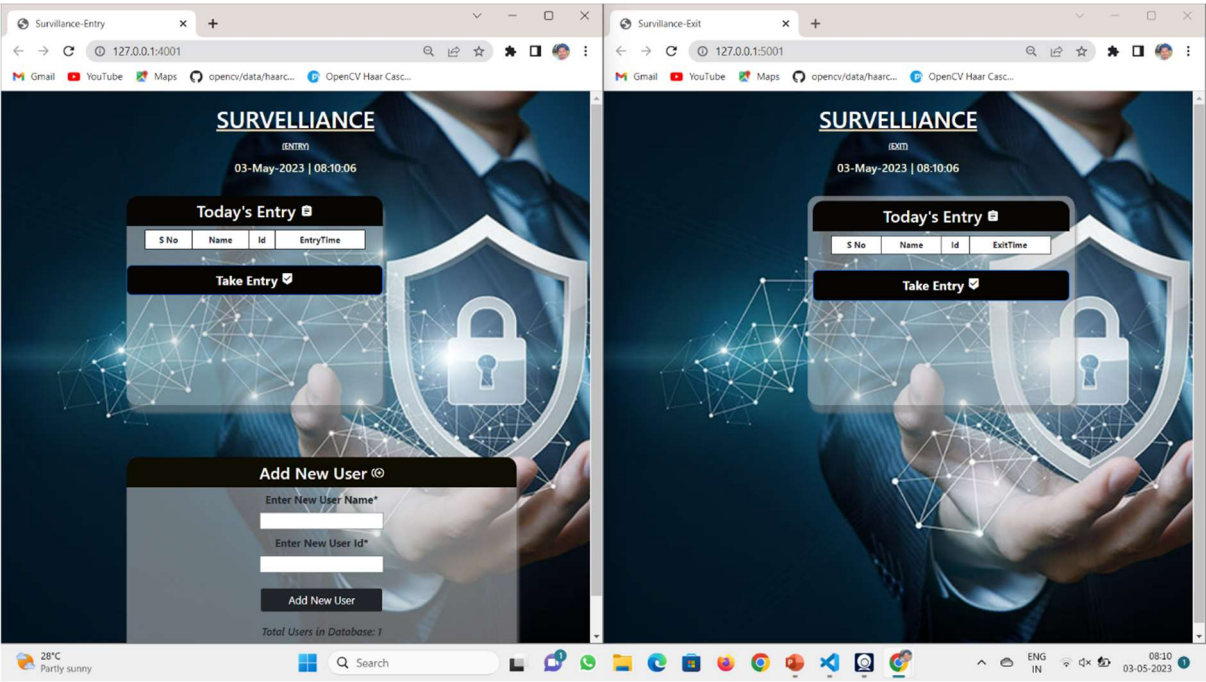 Survillance-Entry
127.0.0.1:4001
Gmail YouTube Maps opencv/data/haarc... OpenCV Haar Casc...
SURVELLIANCE
(ENTRY)
03-May-2023 | 08:10:06
Today's Entry
S No Name Id EntryTime
Take Entry
Add New User
Enter New User Name*
Enter New User Id*
Add New User
Total Users in Database: 1
Survillance-Exit
127.0.0.1:5001
Gmail YouTube Maps opencv/data/haarc... OpenCV Haar Casc...
SURVELLIANCE
(EXIT)
03-May-2023 | 08:10:06
Today's Entry
S No Name Id ExitTime
Take Entry
28°C
Partly sunny
Search
ENG
IN
08:10
03-05-2023
1
1